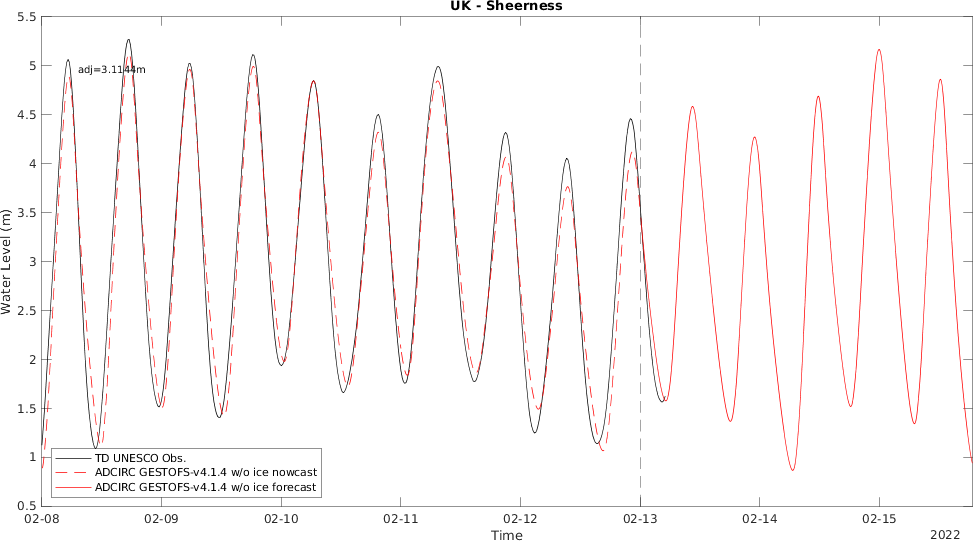 UK - Sheerness
5.5
5
4.5
4
3.5
3
2.5
2
1.5
1
0.5
Water Level (m)
adj=3.1144m
TD UNESCO Obs.
ADCIRC GESTOFS-v4.1.4 w/o ice nowcast
ADCIRC GESTOFS-v4.1.4 w/o ice forecast
02-08 02-09 02-10 02-11 02-12 02-13 02-14 02-15
Time
2022